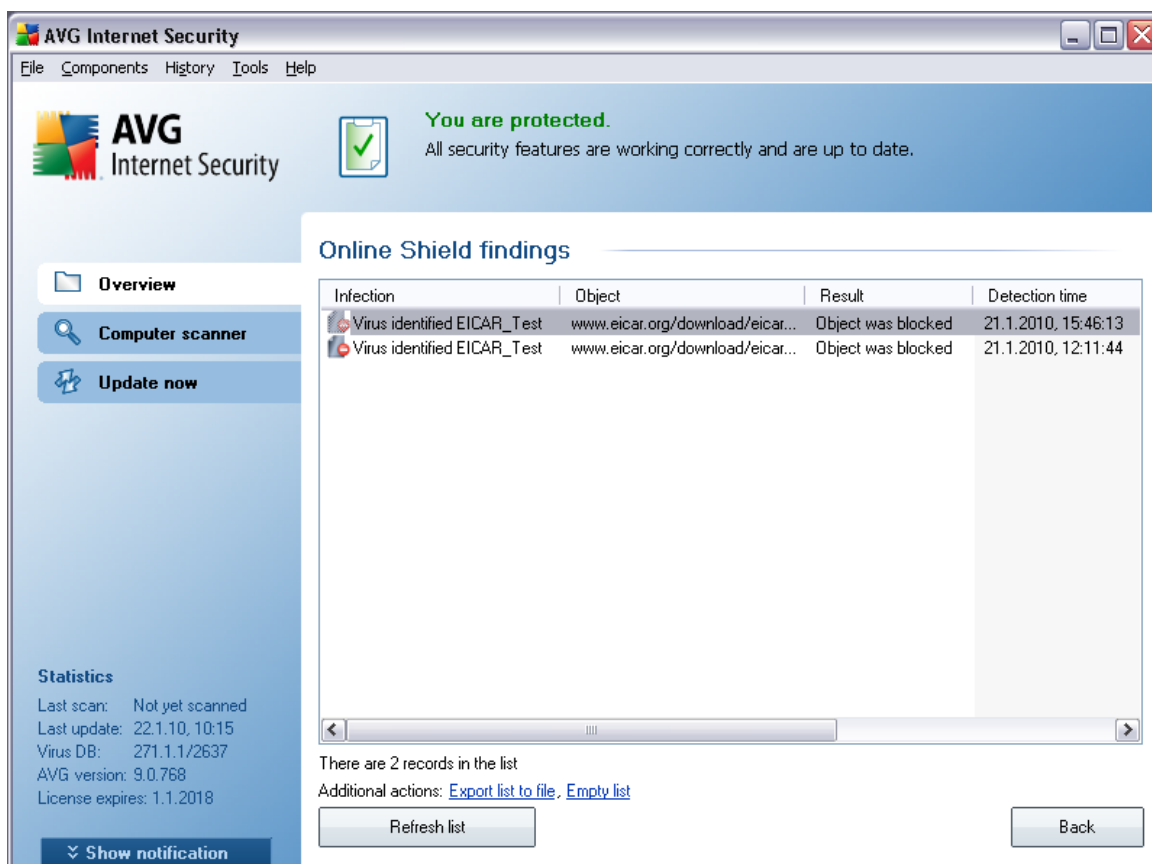 AVG Internet Security
File Components History Tools Help
AVG
Internet Security
You are protected.
All security features are working correctly and are up to date.
Overview
Computer scanner
Update now
Online Shield findings
Infection Object Result Detection time
Virus identified EICAR_Test www.eicar.org/download/eicar... Object was blocked 21.1.2010, 15:46:13
Virus identified EICAR_Test www.eicar.org/download/eicar... Object was blocked 21.1.2010, 12:11:44
There are 2 records in the list
Additional actions: Export list to file, Empty list
Refresh list Back
Statistics
Last scan: Not yet scanned
Last update: 22.1.10, 10:15
Virus DB: 271.1.1/2637
AVG version: 9.0.768
License expires: 1.1.2018
Show notification